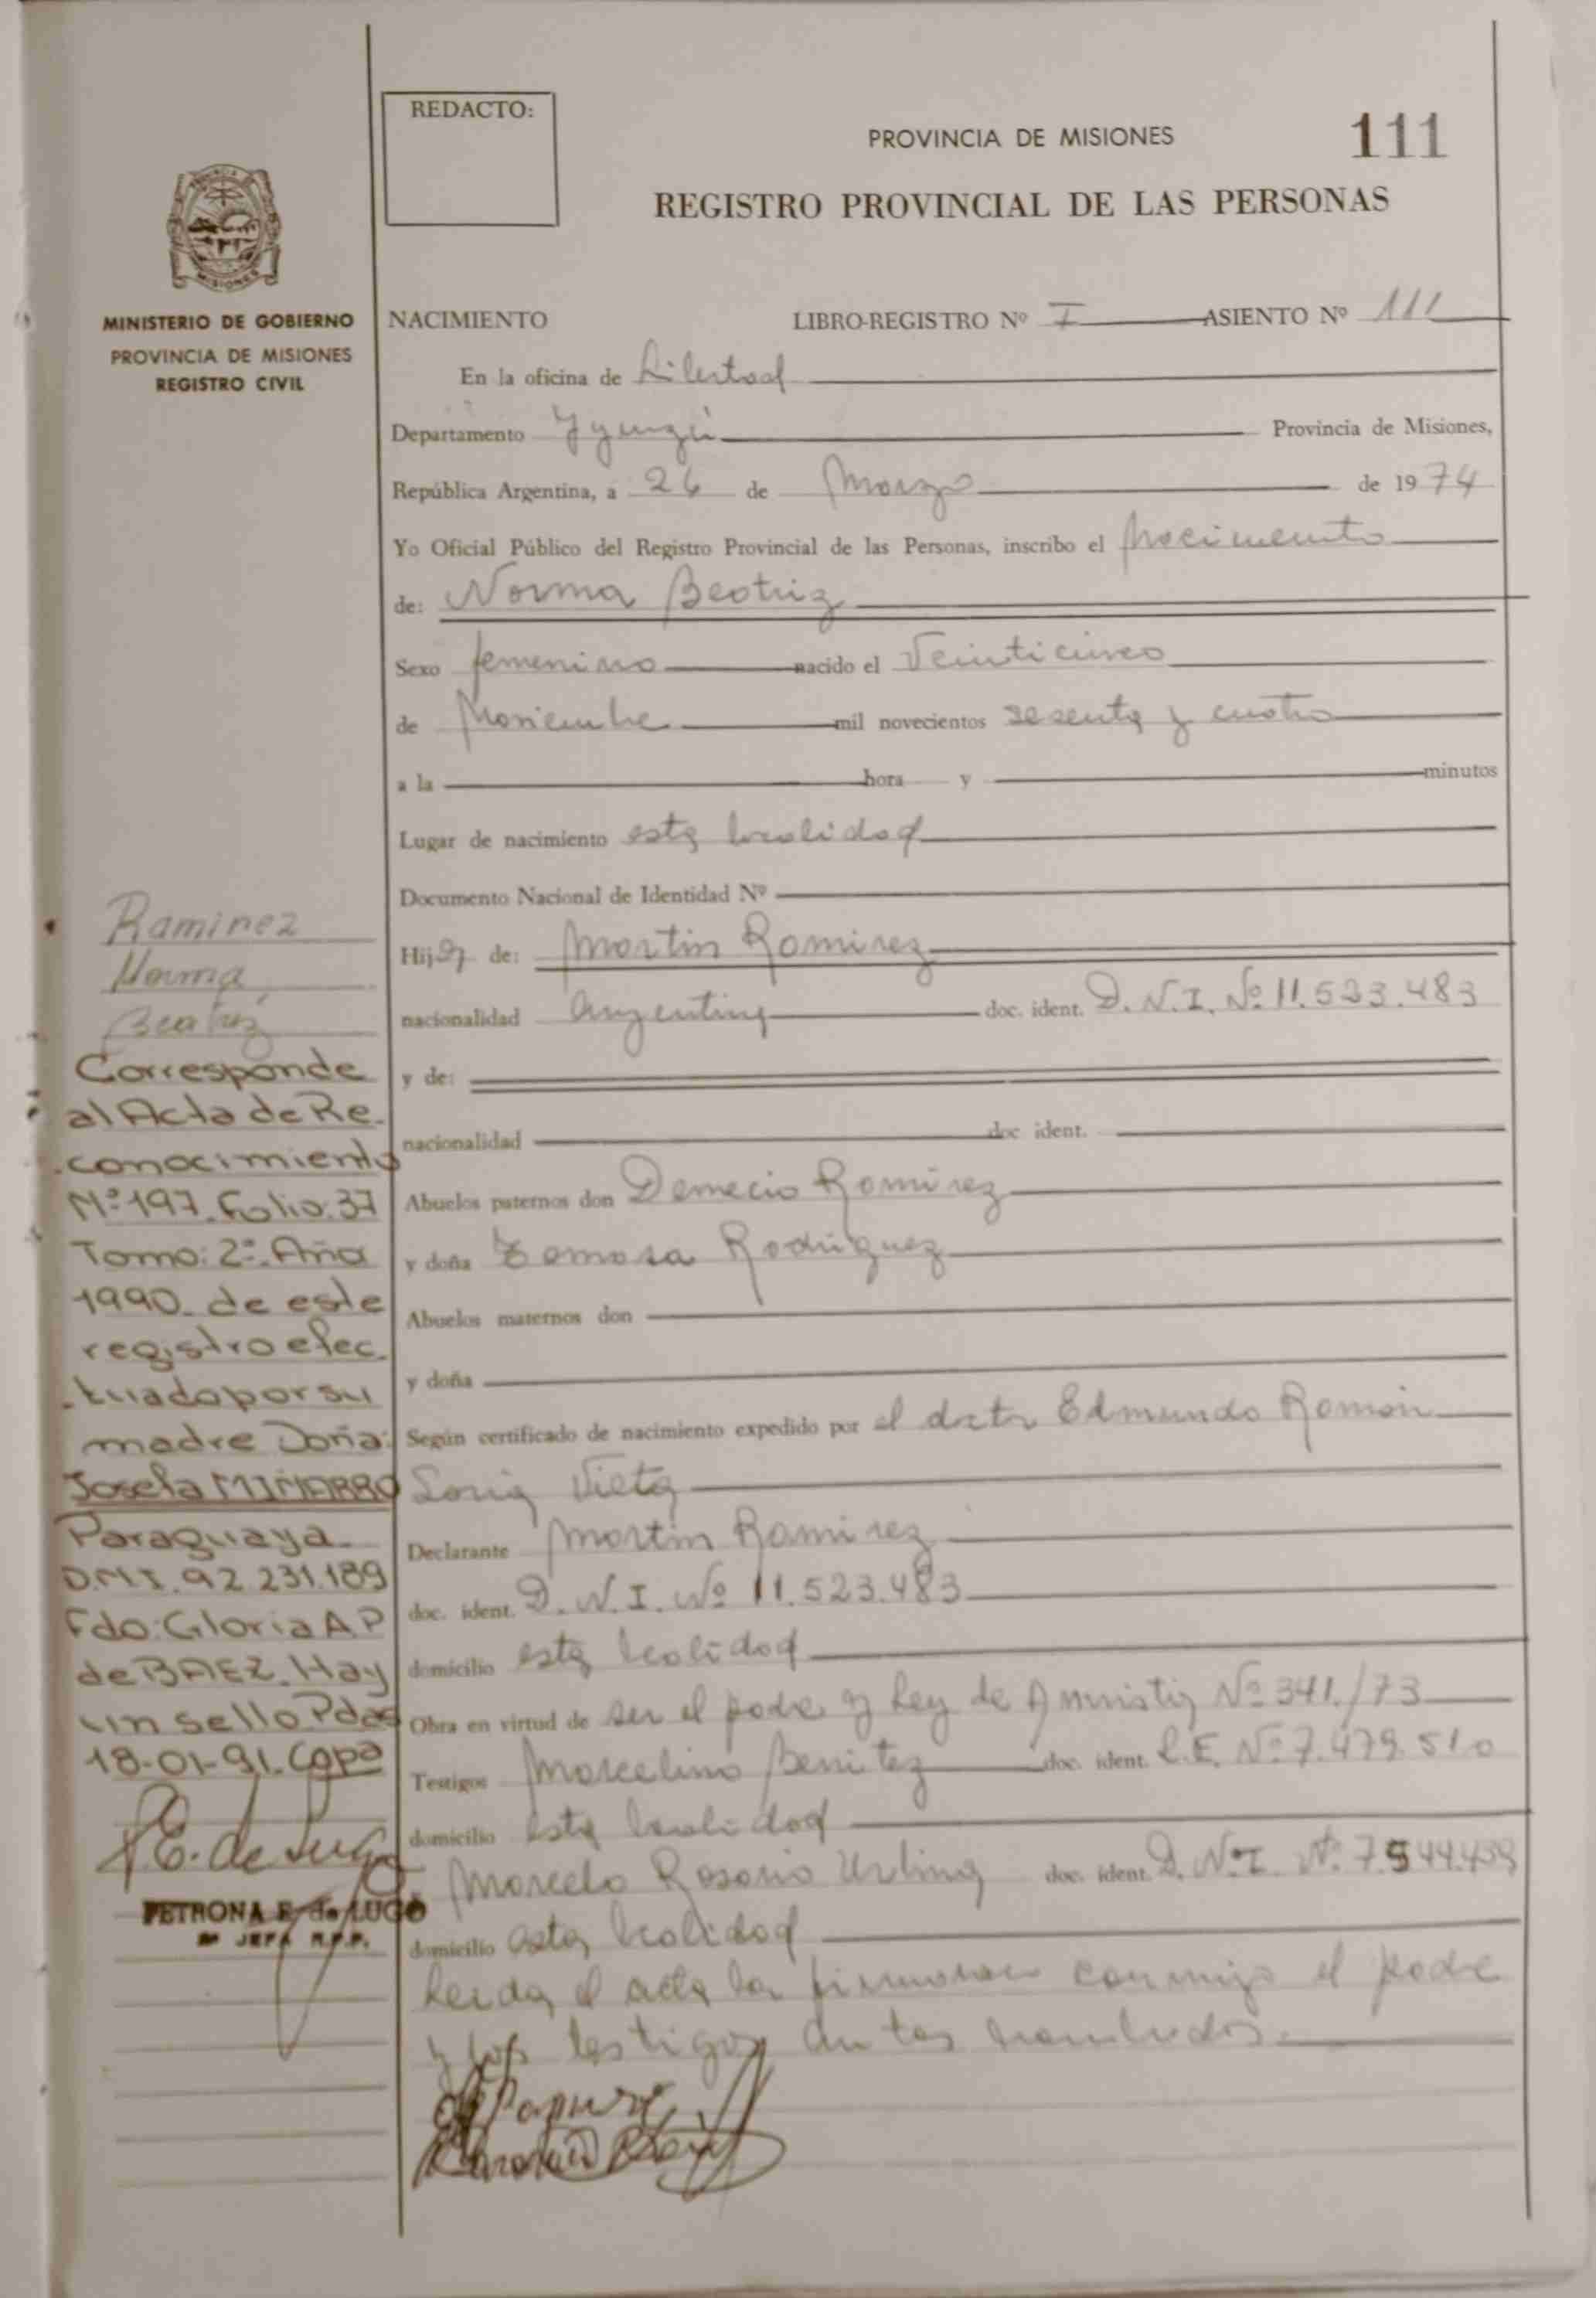 REDACTO:
PROVINCIA DE MISIONES
111
REGISTRO PROVINCIAL DE LAS PERSONAS
MISIONES
MINISTERIO DE GOBIERNO
PROVINCIA DE MISIONES
REGISTRO CIVIL
NACIMIENTO LIBRO-REGISTRO Nº I ASIENTO Nº 111
En la oficina de Libertad
Departamento Yguazú Provincia de Misiones,
República Argentina, a 26 de Marzo de 1974
Yo Oficial Público del Registro Provincial de las Personas, inscribo el Nacimiento
de: Norma Beatriz
Sexo femenino nacido el Veinticinco
de Noviembre mil novecientos sesenta y cuatro
a la hora y minutos
Lugar de nacimiento esta localidad
Documento Nacional de Identidad Nº
Hija de: Martin Ramirez
nacionalidad argentina doc. ident. D. N. I. Nº 11.523.483
y de:
nacionalidad doc ident.
Abuelos paternos don Demecio Ramirez
y doña Rodriguez
Abuelos maternos don
y doña
Según certificado de nacimiento expedido por el doctor Edmundo Ramón
Soria Vieta
Declarante Martin Ramirez
doc. ident. D. N. I. Nº 11.523.483
domicilio esta localidad
Obra en virtud de ser el padre y Ley de Amnistia Nº 341./73
Testigos Marcelino Benitez doc. ident. L.E. Nº 7.479.510
domicilio esta localidad
Marcelo Rosario doc. ident. D. N. I. Nº 7.544.439
domicilio esta localidad
Leida el acta la firmaron conmigo el padre
y los testigos antes nombrados.
Ramirez
Norma
Beatriz
Corresponde
al Acta de Re-
conocimiento
Nº 197. Folio: 37
Tomo: 2º. Año
1990. de este
registro efec-
tuado por su
madre Doña:
Josefa MIÑARRO
Paraguaya
D.N.I. 92.231.189
Fdo: Gloria A P
de BAEZ. Hay
un sello. Pdas
18-01-91. Copa
P.E. de Lugo
PETRONA E. de LUGO
JEFA R.P.P.